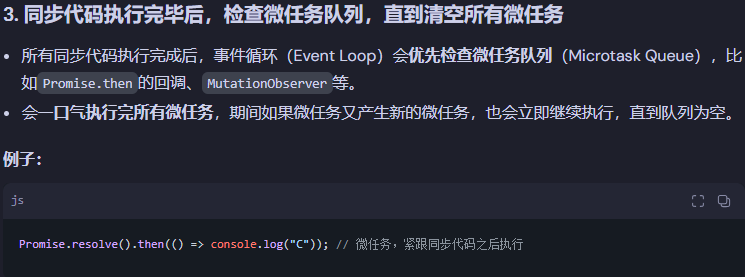 3. 同步代码执行完毕后，检查微任务队列，直到清空所有微任务
所有同步代码执行完成后，事件循环（Event Loop）会优先检查微任务队列（Microtask Queue），比
如Promise.then的回调、MutationObserver等。
会一口气执行完所有微任务，期间如果微任务又产生新的微任务，也会立即继续执行，直到队列为空。
例子：
js
Promise.resolve().then(() => console.log("C")); // 微任务，紧跟同步代码之后执行